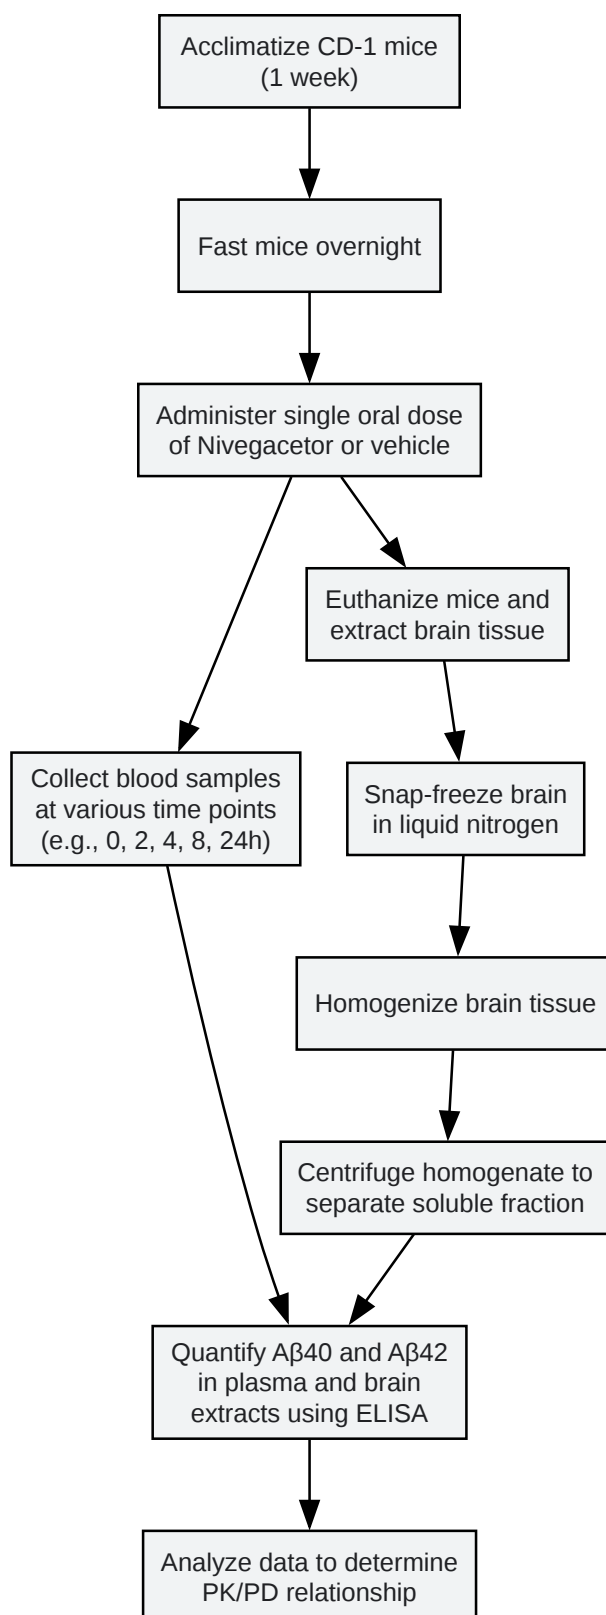 Acclimatize CD-1 mice
(1 week)
Fast mice overnight
Administer single oral dose
of Nivegacetor or vehicle
Euthanize mice and
extract brain tissue
Collect blood samples
at various time points
(e.g., 0, 2, 4, 8, 24h)
Snap-freeze brain
in liquid nitrogen
Homogenize brain tissue
Centrifuge homogenate to
separate soluble fraction
Quantify Aβ40 and Aβ42
in plasma and brain
extracts using ELISA
Analyze data to determine
PK/PD relationship